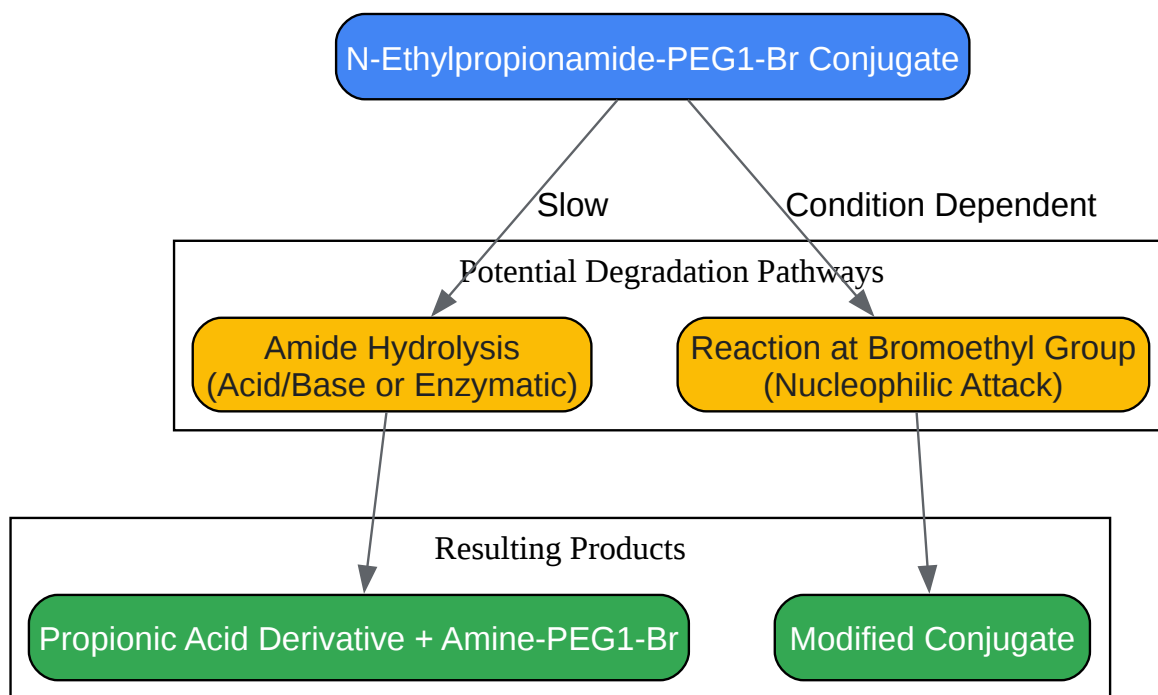 N-Ethylpropionamide-PEG1-Br Conjugate
Slow
Condition Dependent
Potential Degradation Pathways
Amide Hydrolysis
(Acid/Base or Enzymatic)
Reaction at Bromoethyl Group
(Nucleophilic Attack)
Resulting Products
Propionic Acid Derivative + Amine-PEG1-Br
Modified Conjugate